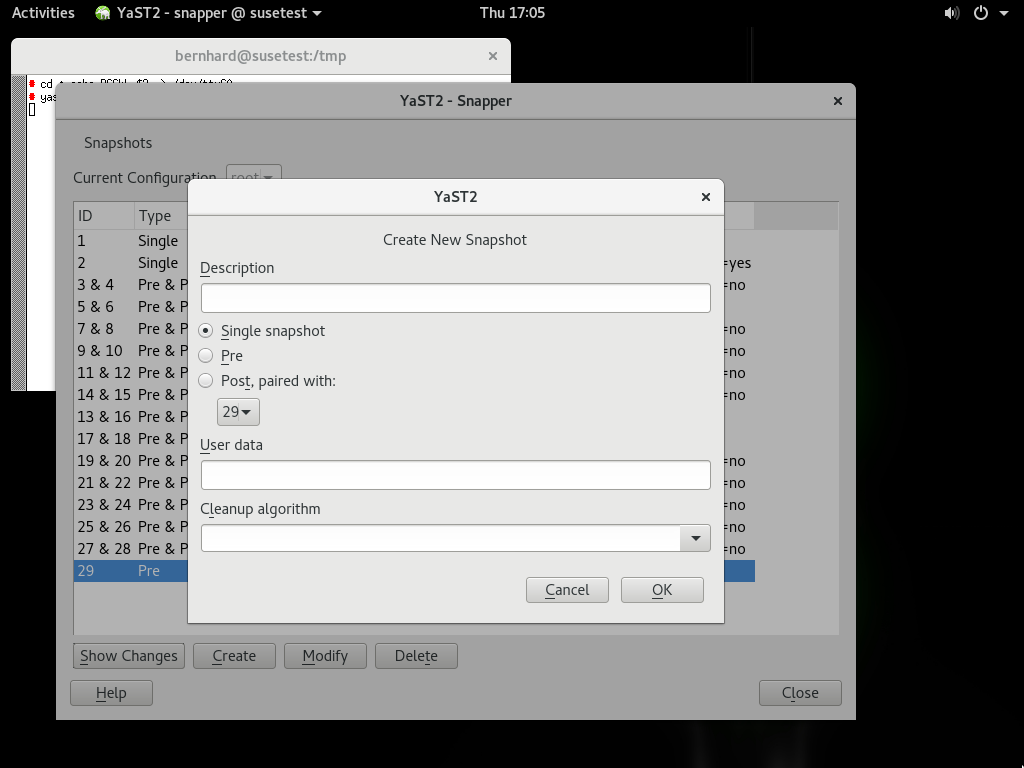 Activities YaST2 - snapper @ susetest Thu 17:05
bernhard@susetest:/tmp
cd
yas
YaST2 - Snapper
Snapshots
Current Configuration root
YaST2
Create New Snapshot
Description
Single snapshot
Pre
Post, paired with:
29
User data
Cleanup algorithm
Cancel OK
ID Type
1 Single
2 Single =yes
3 & 4 Pre & P =no
5 & 6 Pre & P
7 & 8 Pre & P =no
9 & 10 Pre & P =no
11 & 12 Pre & P =no
14 & 15 Pre & P =no
13 & 16 Pre & P
17 & 18 Pre & P
19 & 20 Pre & P =no
21 & 22 Pre & P =no
23 & 24 Pre & P =no
25 & 26 Pre & P =no
27 & 28 Pre & P =no
29 Pre
Show Changes Create Modify Delete
Help Close